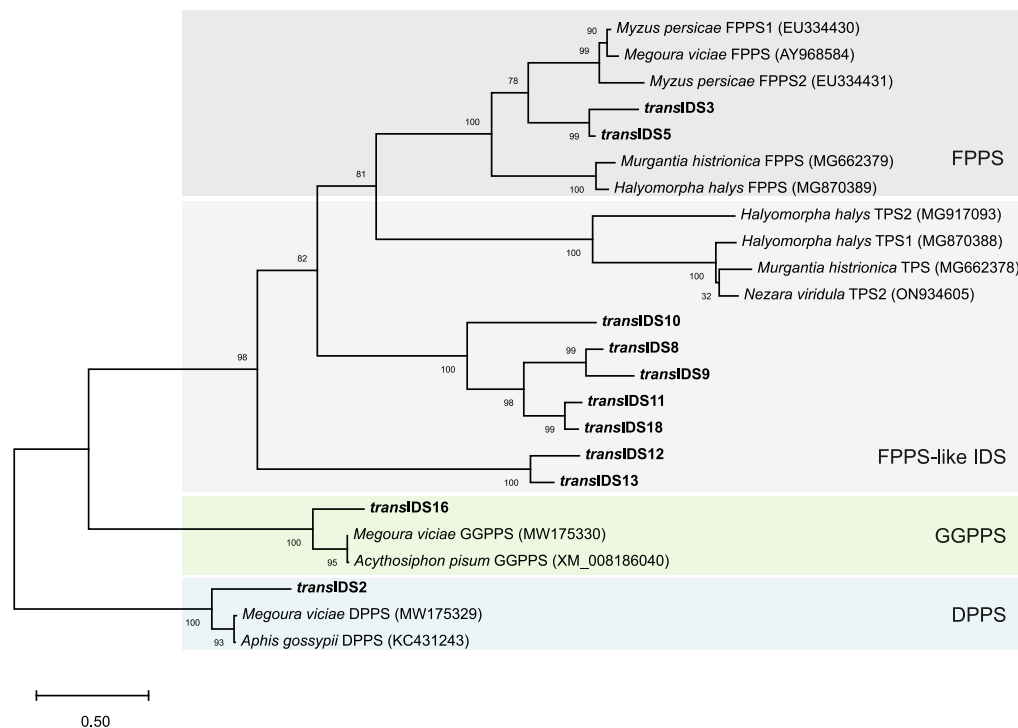 Myzus persicae FPPS1 (EU334430)
90
Megoura viciae FPPS (AY968584)
99
Myzus persicae FPPS2 (EU334431)
78
transIDS3
100
99
transIDS5
FPPS
Murgantia histrionica FPPS (MG662379)
81
100
Halyomorpha halys FPPS (MG870389)
Halyomorpha halys TPS2 (MG917093)
Halyomorpha halys TPS1 (MG870388)
100
82
Murgantia histrionica TPS (MG662378)
100
32
Nezara viridula TPS2 (ON934605)
transIDS10
99
transIDS8
98
100
transIDS9
98
transIDS11
99
transIDS18
transIDS12
FPPS-like IDS
100
transIDS13
transIDS16
100
Megoura viciae GGPPS (MW175330)
GGPPS
95
Acythosiphon pisum GGPPS (XM_008186040)
transIDS2
100
Megoura viciae DPPS (MW175329)
DPPS
93
Aphis gossypii DPPS (KC431243)
0.50